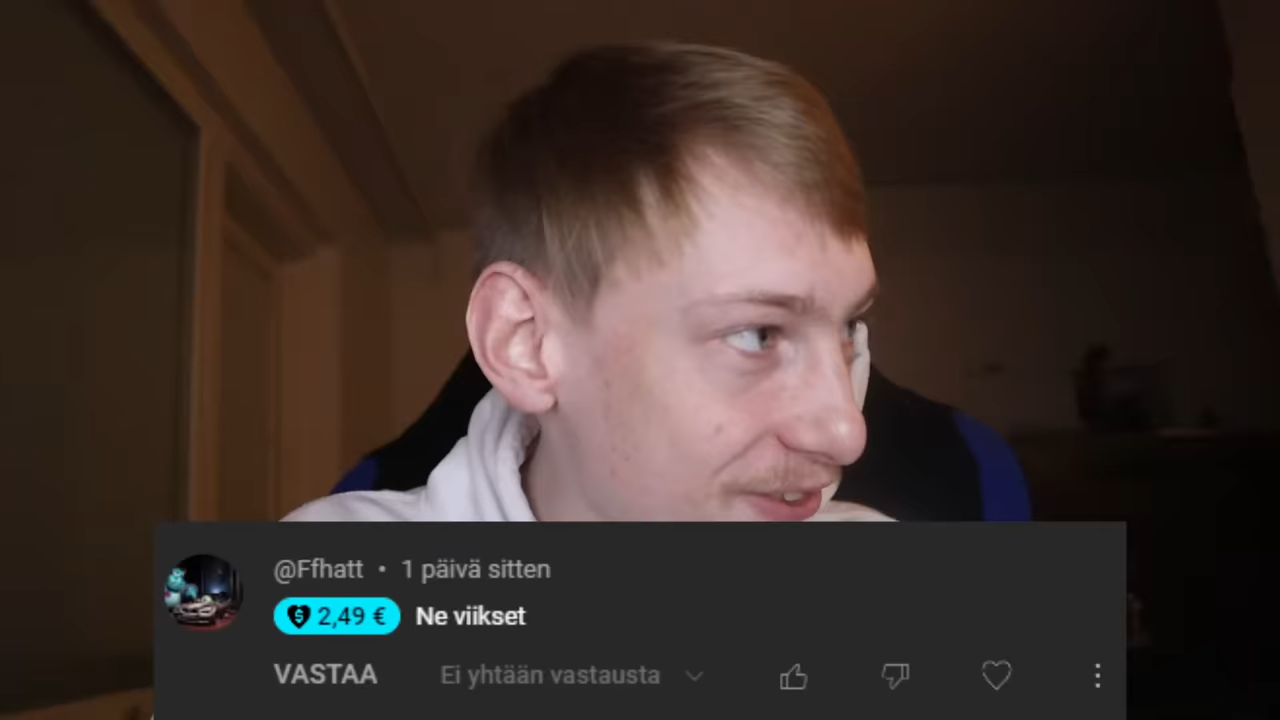 @Ffhatt • 1 päivä sitten
2,49 € Ne viikset
VASTAA Ei yhtään vastausta